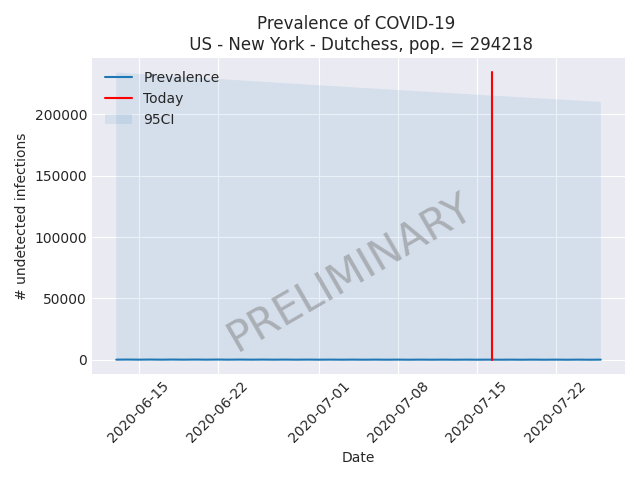 Prevalence of COVID-19
US - New York - Dutchess, pop. = 294218
Prevalence
Today
95CI
200000
150000
100000
50000
0
# undetected infections
PRELIMINARY
2020-06-15
2020-06-22
2020-07-01
2020-07-08
2020-07-15
2020-07-22
Date